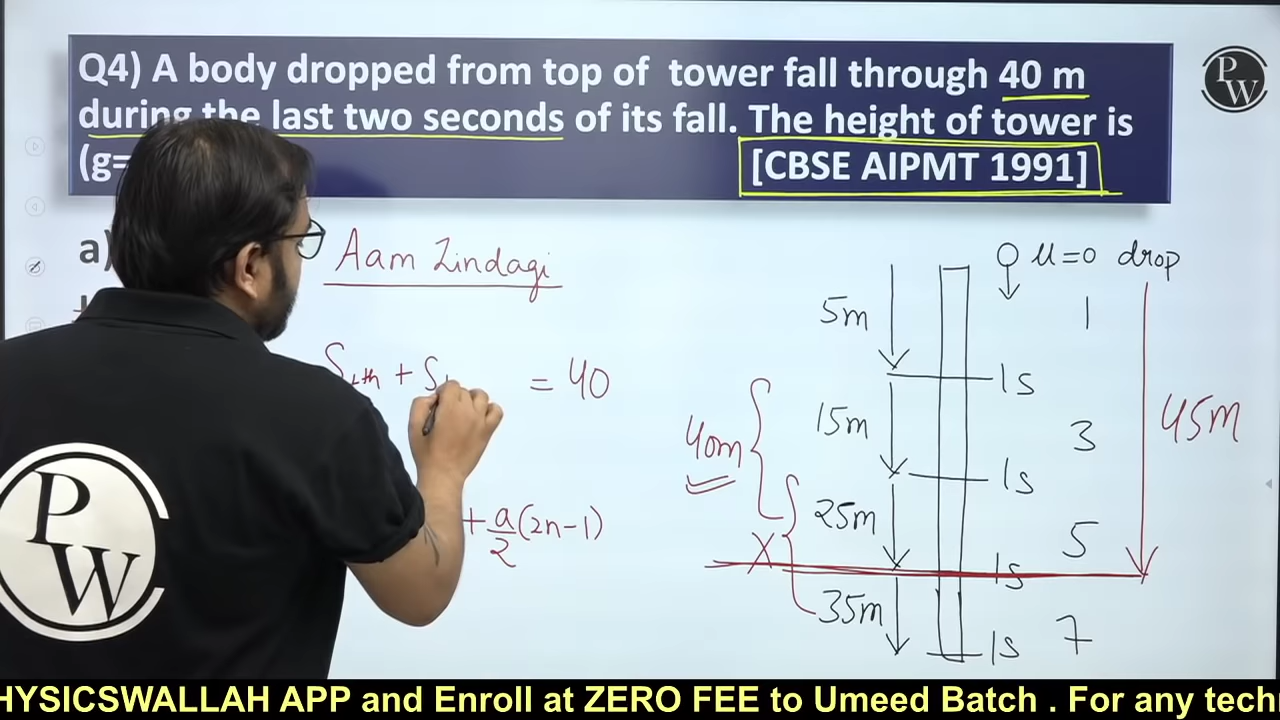 Q4) A body dropped from top of tower fall through 40 m
during the last two seconds of its fall. The height of tower is
(g=
[CBSE AIPMT 1991]
PW
a)
Aam Zindagi
u=0 drop
5m
1
1s
+ S
= 40
40m
15m
3
45m
1s
+ a/2 (2n-1)
25m
5
X
1s
35m
7
1s
PW
HYSICSWALLAH APP and Enroll at ZERO FEE to Umeed Batch . For any tech